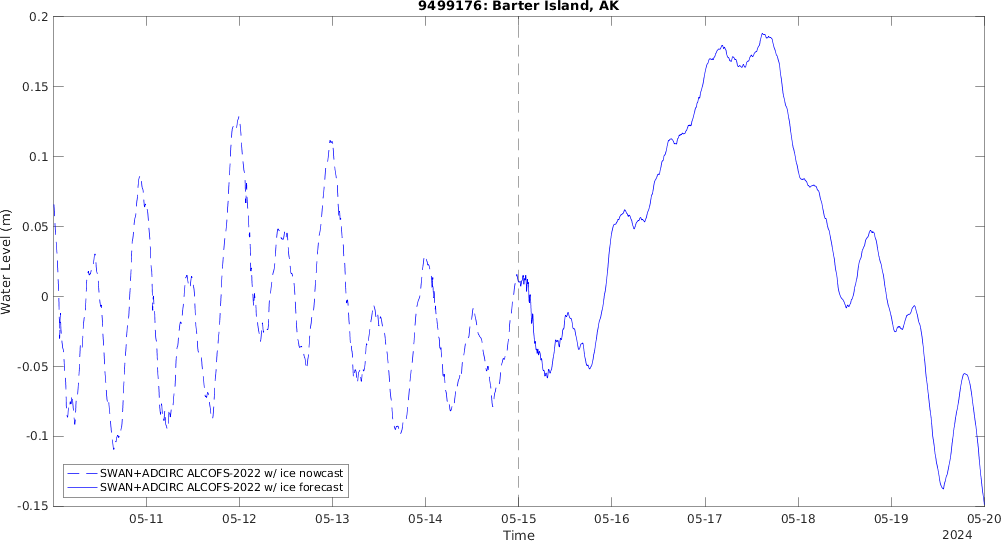 9499176: Barter Island, AK
Water Level (m)
0.2
0.15
0.1
0.05
0
-0.05
-0.1
-0.15
SWAN+ADCIRC ALCOFS-2022 w/ ice nowcast
SWAN+ADCIRC ALCOFS-2022 w/ ice forecast
05-11 05-12 05-13 05-14 05-15 05-16 05-17 05-18 05-19 05-20
Time
2024